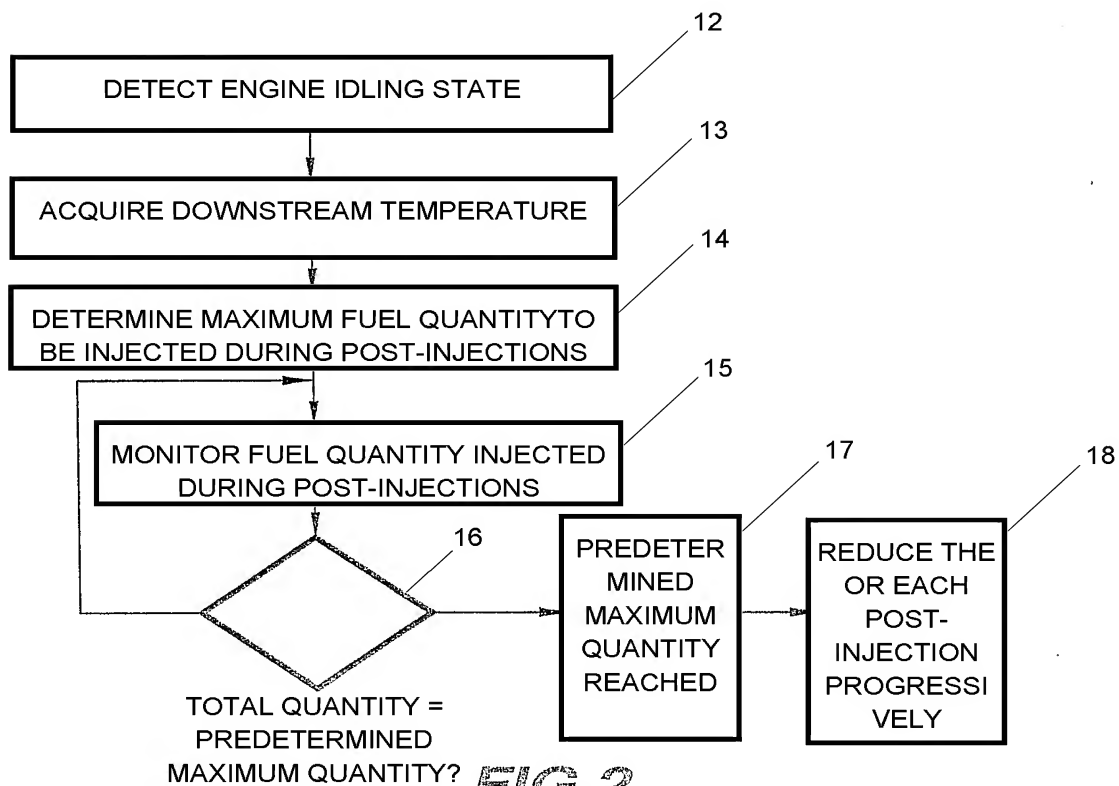 12
DETECT ENGINE IDLING STATE
13
ACQUIRE DOWNSTREAM TEMPERATURE
14
DETERMINE MAXIMUM FUEL QUANTITYTO
BE INJECTED DURING POST-INJECTIONS
15
MONITOR FUEL QUANTITY INJECTED
DURING POST-INJECTIONS
16
TOTAL QUANTITY =
PREDETERMINED
MAXIMUM QUANTITY?
17
PREDETER
MINED
MAXIMUM
QUANTITY
REACHED
18
REDUCE THE
OR EACH
POST-
INJECTION
PROGRESSI
VELY
FIG.2